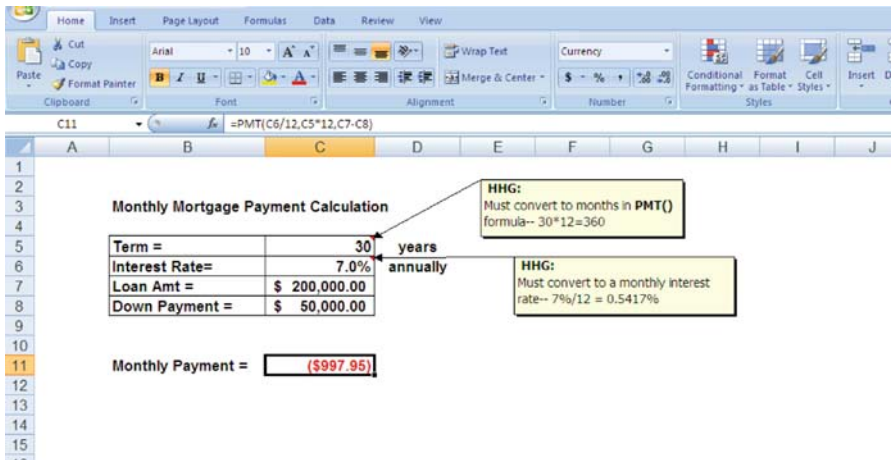 Home Insert Page Layout Formulas Data Review View
Cut
Copy
Format Painter
Paste
Clipboard
Arial 10 A A
B I U A
Font
Wrap Text
Merge & Center
Alignment
Currency
$ % , .0 .00 .00 .0
Number
Conditional Formatting Format as Table Cell Styles
Styles
Insert D
C11 fx =PMT(C6/12,C5*12,C7-C8)
A B C D E F G H I J
1
2
3 Monthly Mortgage Payment Calculation
4
5 Term = 30 years
6 Interest Rate= 7.0% annually
7 Loan Amt = $ 200,000.00
8 Down Payment = $ 50,000.00
9
10
11 Monthly Payment = ($997.95)
12
13
14
15
HHG:
Must convert to months in PMT()
formula-- 30*12=360
HHG:
Must convert to a monthly interest
rate-- 7%/12 = 0.5417%